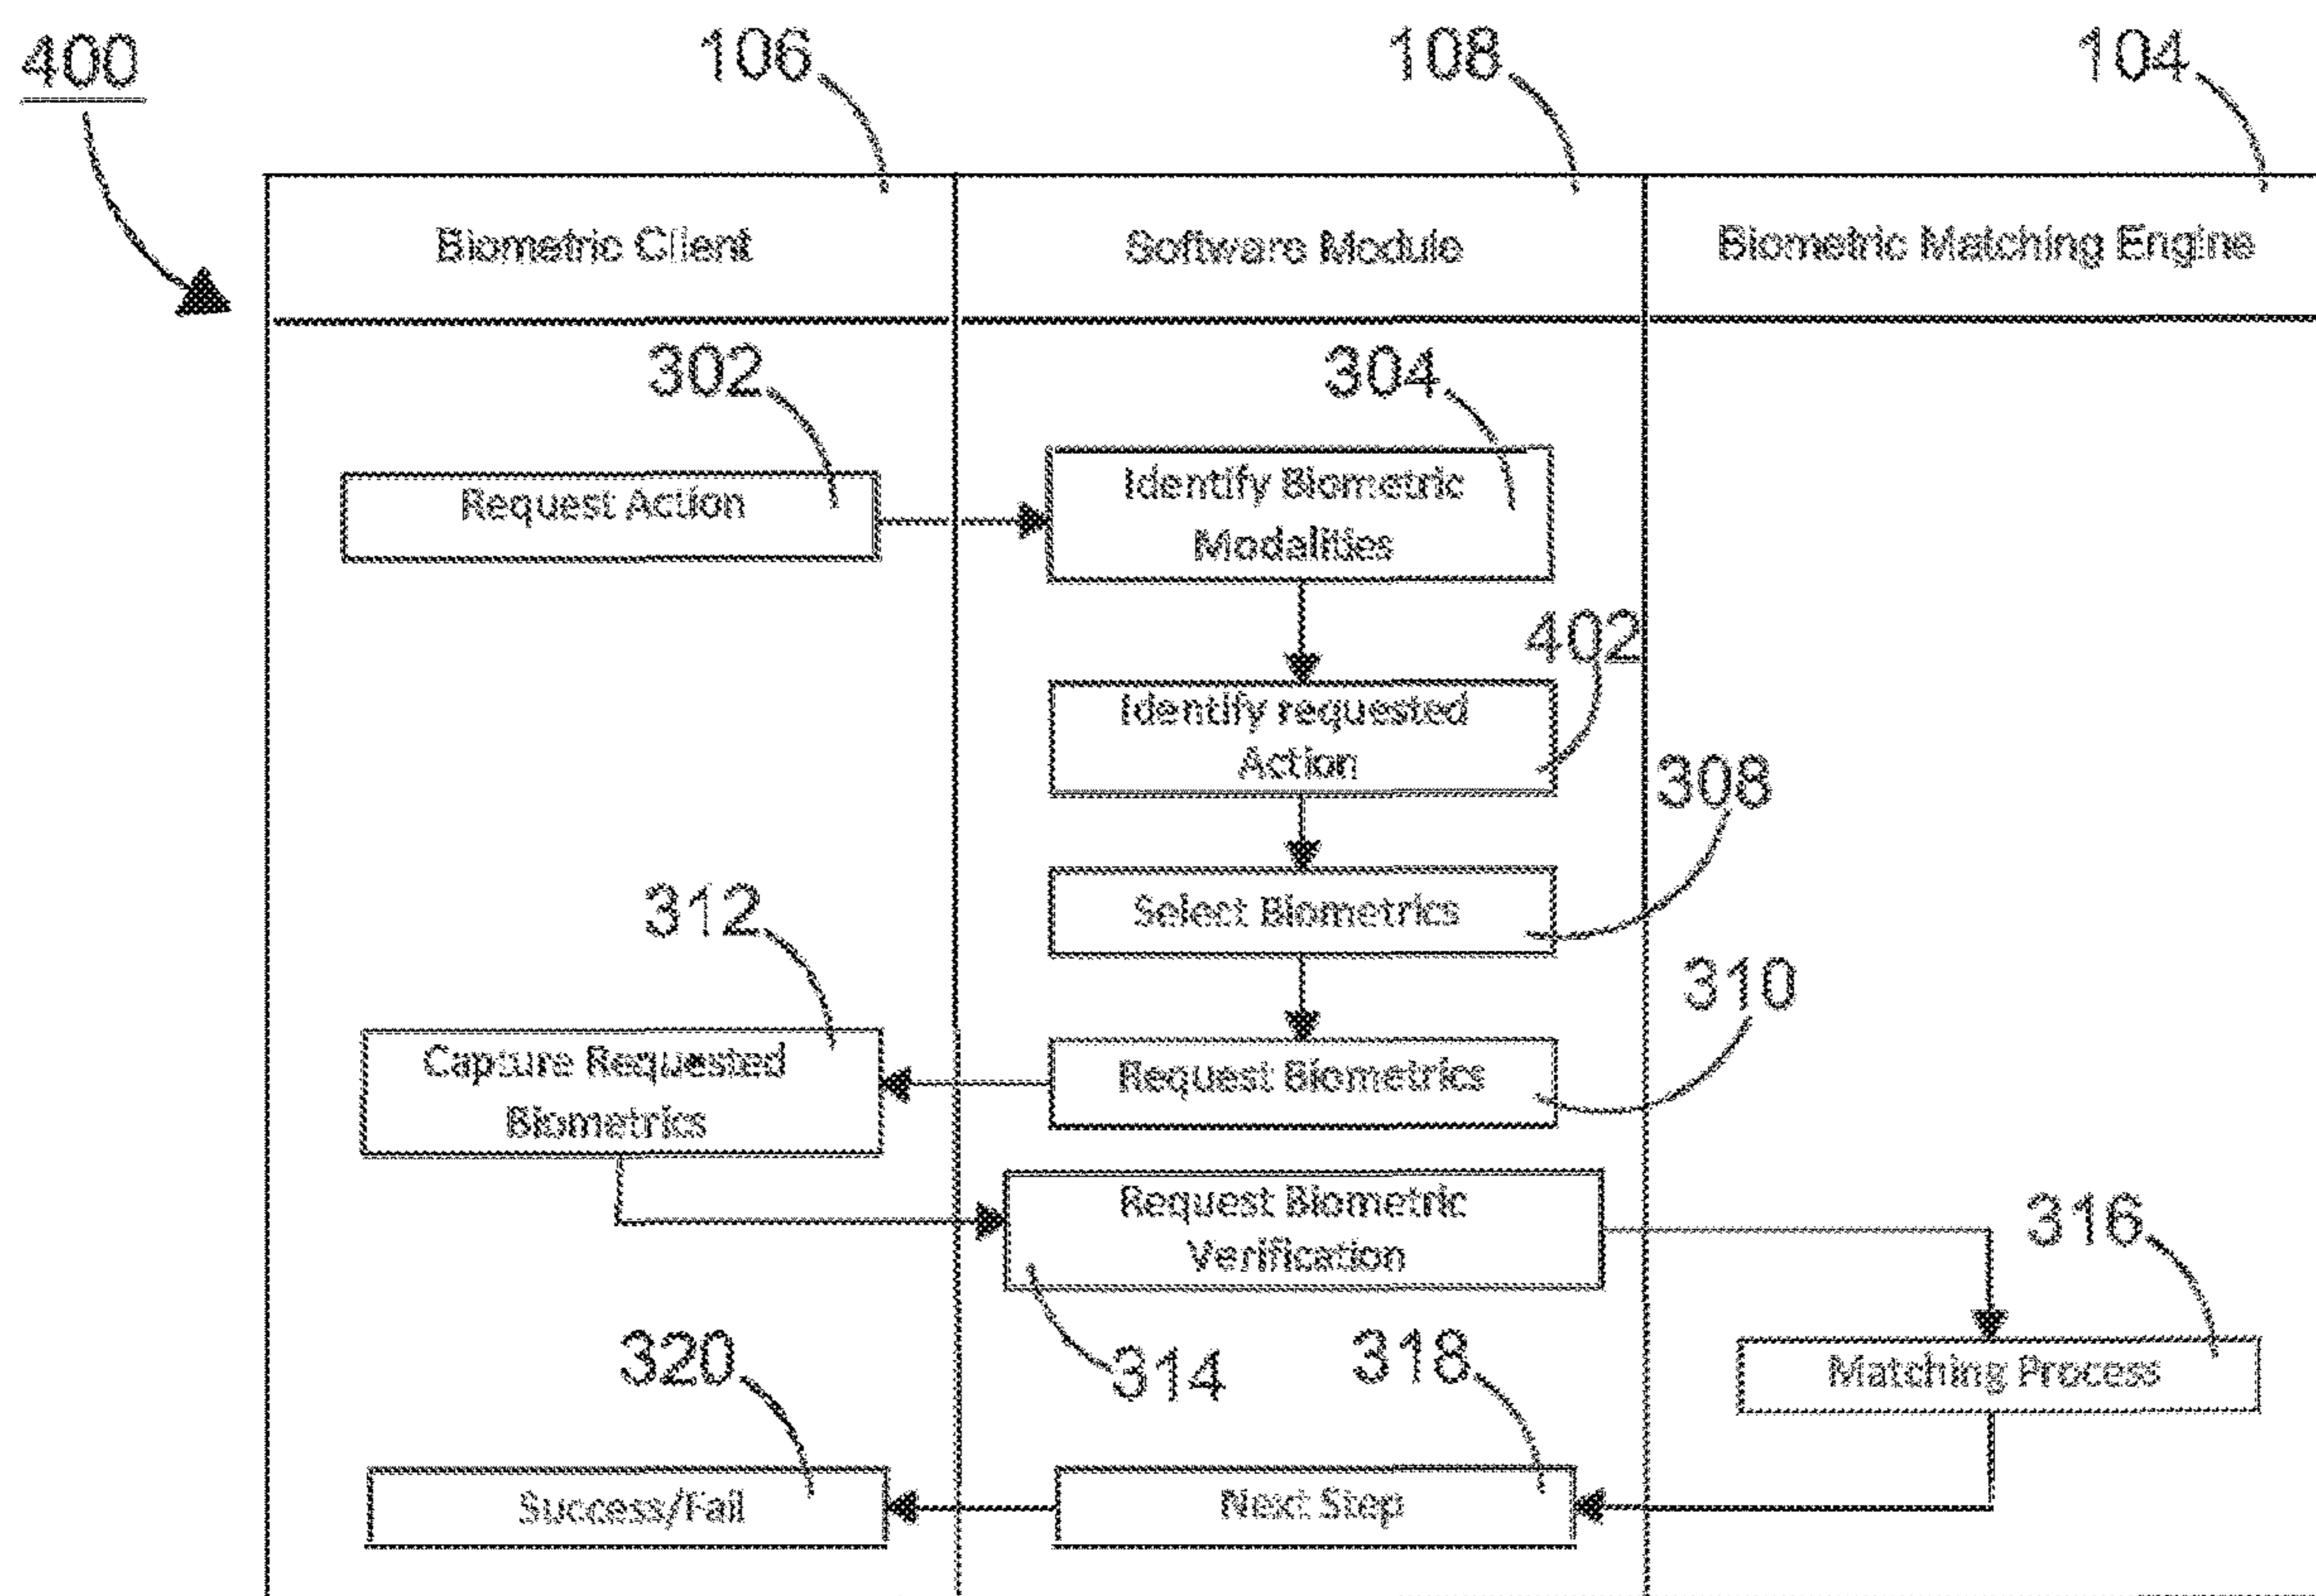 400
106
108
104
Biometric Client
Software Module
Biometric Matching Engine
302
304
Request Action
Identify Biometric
Modalities
402
Identify requested
Action
308
Select Biometrics
312
310
Capture Requested
Biometrics
Request Biometrics
Request Biometric
Verification
316
314
320
318
Matching Process
Success/Fail
Next Step